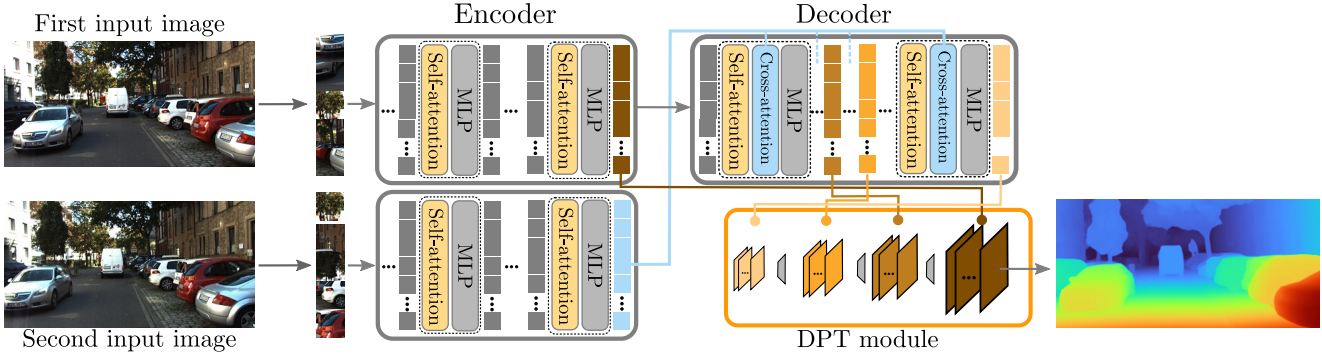 Encoder
Decoder
First input image
Self-attention
MLP
Self-attention
MLP
Self-attention
Cross-attention
MLP
Self-attention
Cross-attention
MLP
Self-attention
MLP
Self-attention
MLP
Second input image
DPT module